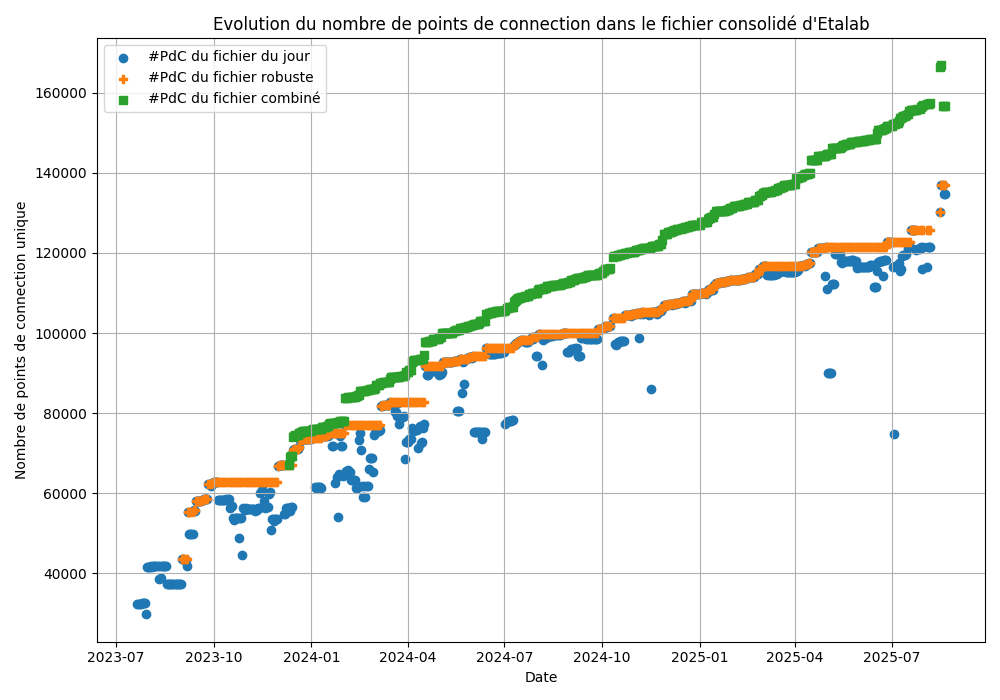 Evolution du nombre de points de connection dans le fichier consolidé d'Etalab
#PdC du fichier du jour
#PdC du fichier robuste
#PdC du fichier combiné
Nombre de points de connection unique
160000
140000
120000
100000
80000
60000
40000
2023-07
2023-10
2024-01
2024-04
2024-07
2024-10
2025-01
2025-04
2025-07
Date